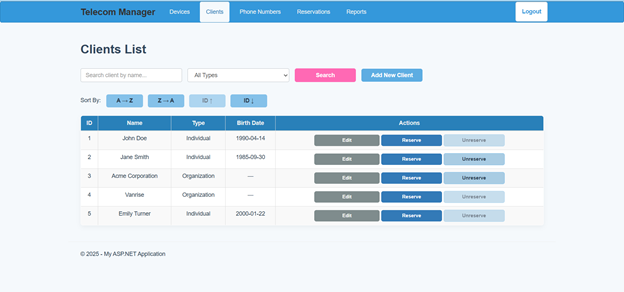 Telecom Manager Devices Clients Phone Numbers Reservations Reports Logout
Clients List
Search client by name... All Types Search Add New Client
Sort By: A → Z Z → A ID ↑ ID ↓
ID Name Type Birth Date Actions
1 John Doe Individual 1990-04-14 Edit Reserve Unreserve
2 Jane Smith Individual 1985-09-30 Edit Reserve Unreserve
3 Acme Corporation Organization — Edit Reserve Unreserve
4 Vanrise Organization — Edit Reserve Unreserve
5 Emily Turner Individual 2000-01-22 Edit Reserve Unreserve
© 2025 - My ASP.NET Application